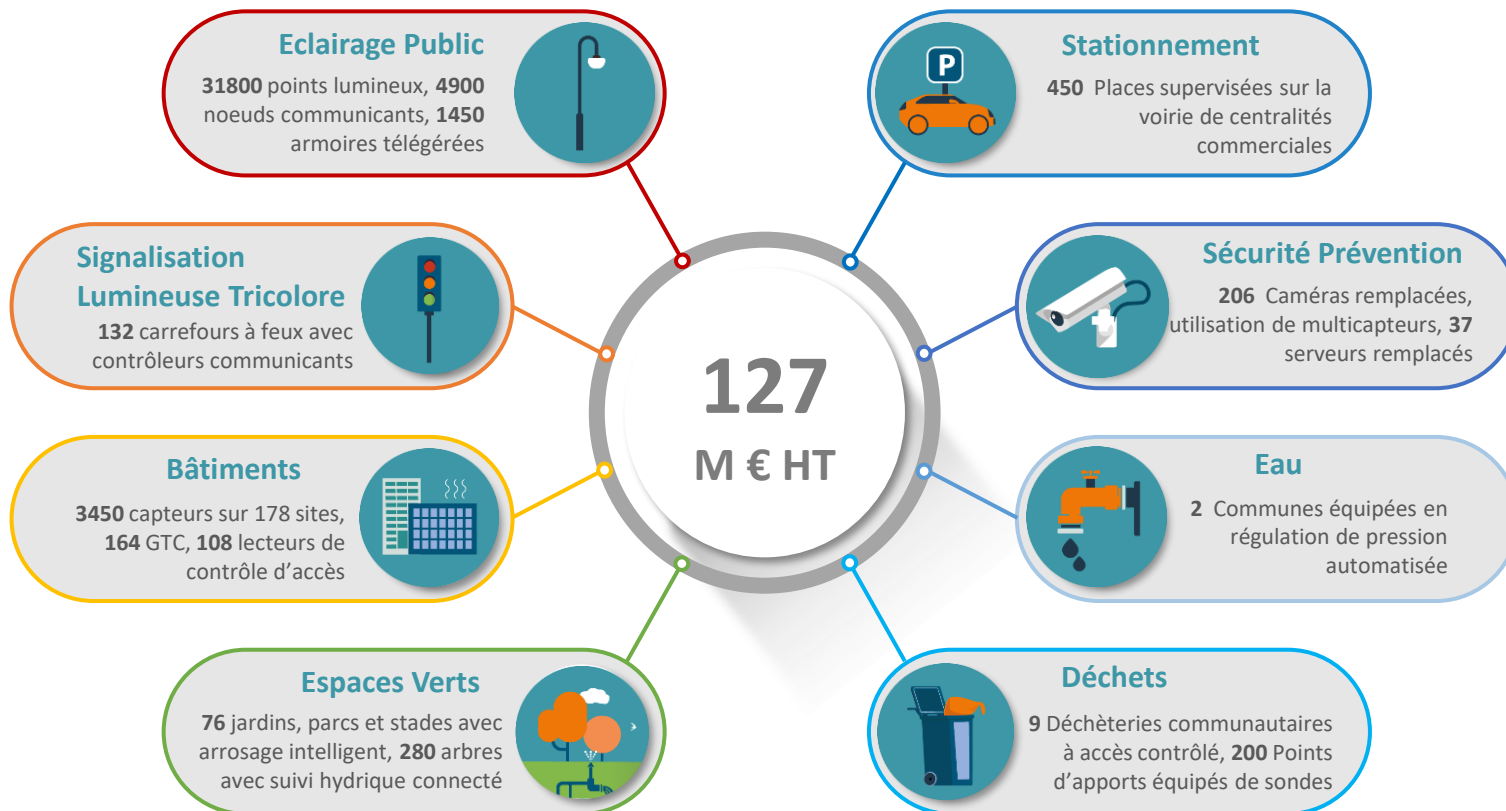 Eclairage Public
31800 points lumineux, 4900
noeuds communicants, 1450
armoires télégérées
Signalisation
Lumineuse Tricolore
132 carrefours à feux avec
contrôleurs communicants
Bâtiments
3450 capteurs sur 178 sites,
164 GTC, 108 lecteurs de
contrôle d’accès
Espaces Verts
76 jardins, parcs et stades avec
arrosage intelligent, 280 arbres
avec suivi hydrique connecté
127
M € HT
P
Stationnement
450 Places supervisées sur la
voirie de centralités
commerciales
Sécurité Prévention
206 Caméras remplacées,
utilisation de multicapteurs, 37
serveurs remplacés
Eau
2 Communes équipées en
régulation de pression
automatisée
Déchets
9 Déchèteries communautaires
à accès contrôlé, 200 Points
d’apports équipés de sondes